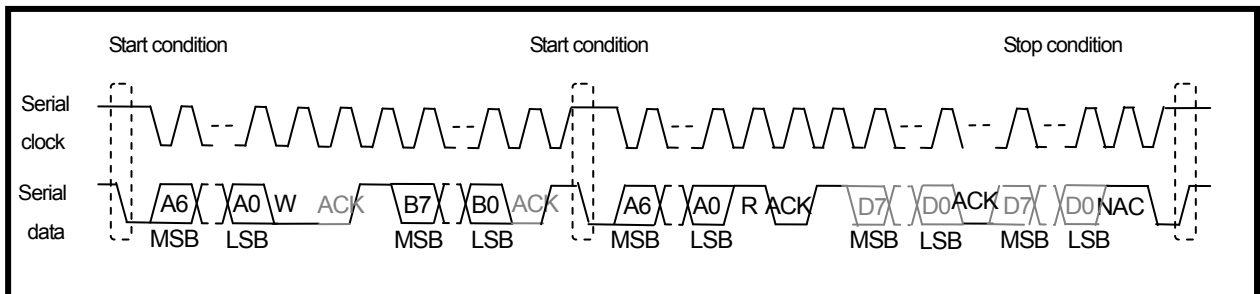 Start condition Start condition Stop condition
Serial
clock
Serial
data
A6 A0 W ACK B7 B0 ACK A6 A0 R ACK D7 D0 ACK D7 D0 NAC
MSB LSB MSB LSB MSB LSB MSB LSB MSB LSB